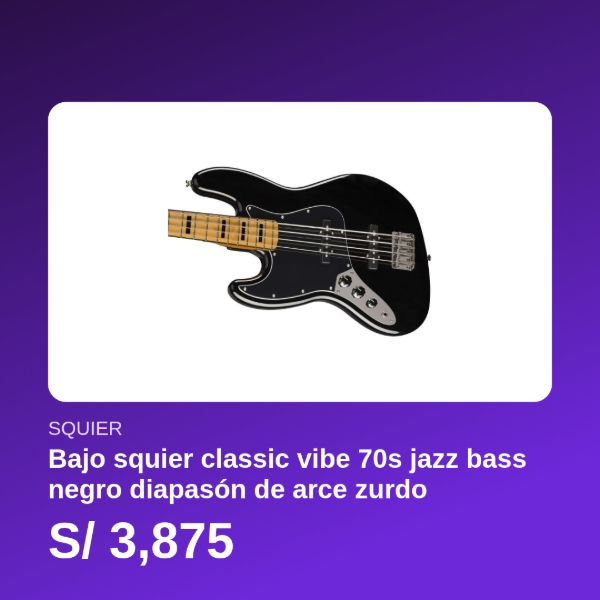 SQUIER
Bajo squier classic vibe 70s jazz bass
negro diapasón de arce zurdo
S/ 3,875